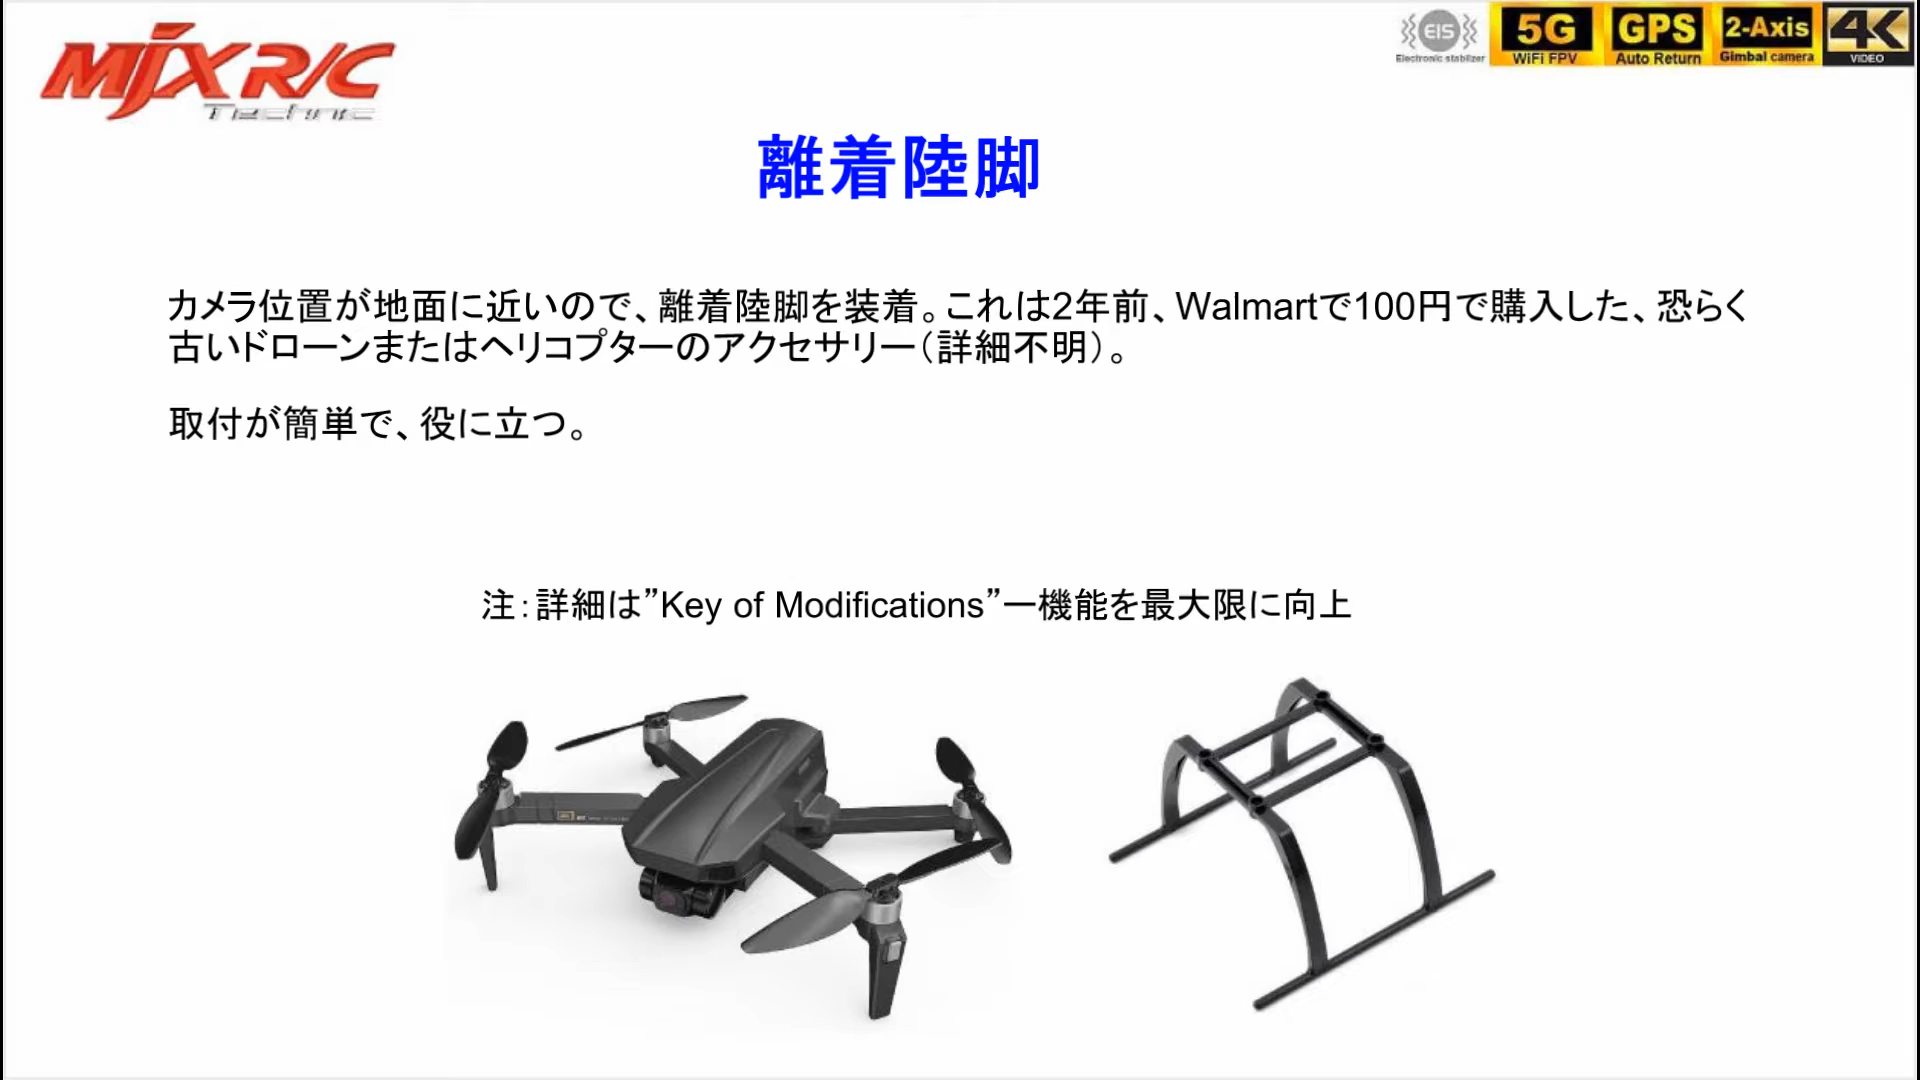 MJX R/C
Technic
EIS
Electronic stabilizer
5G
WiFi FPV
GPS
Auto Return
2-Axis
Gimbal camera
4K
VIDEO
離着陸脚
カメラ位置が地面に近いので、離着陸脚を装着。これは2年前、Walmartで100円で購入した、恐らく
古いドローンまたはヘリコプターのアクセサリー（詳細不明）。
取付が簡単で、役に立つ。
注：詳細は”Key of Modifications”ー機能を最大限に向上